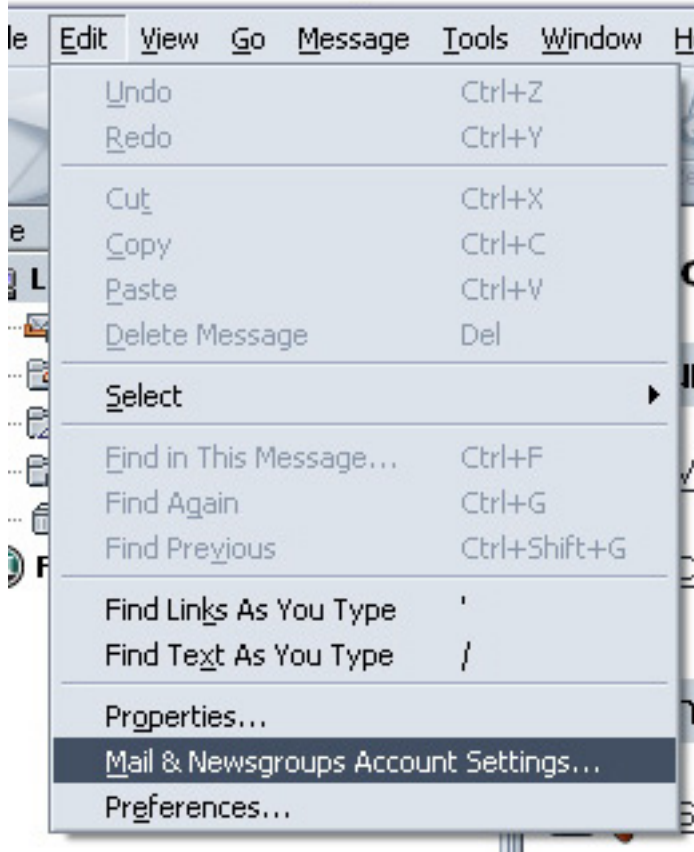 le Edit View Go Message Tools Window H
Undo Ctrl+Z
Redo Ctrl+Y
Cut Ctrl+X
Copy Ctrl+C
Paste Ctrl+V
Delete Message Del
Select
Find in This Message... Ctrl+F
Find Again Ctrl+G
Find Previous Ctrl+Shift+G
Find Links As You Type '
Find Text As You Type /
Properties...
Mail & Newsgroups Account Settings...
Preferences...